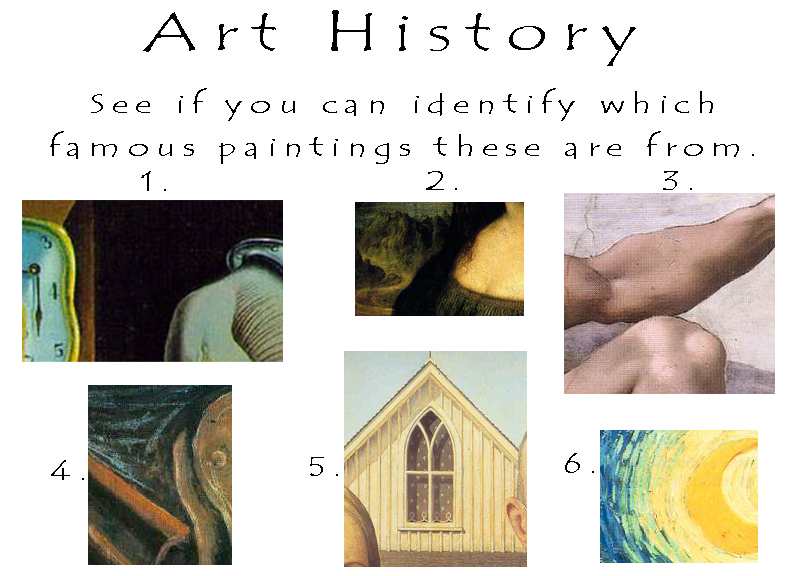 Art History
See if you can identify which
famous paintings these are from.
1. 2. 3.
4. 5. 6.